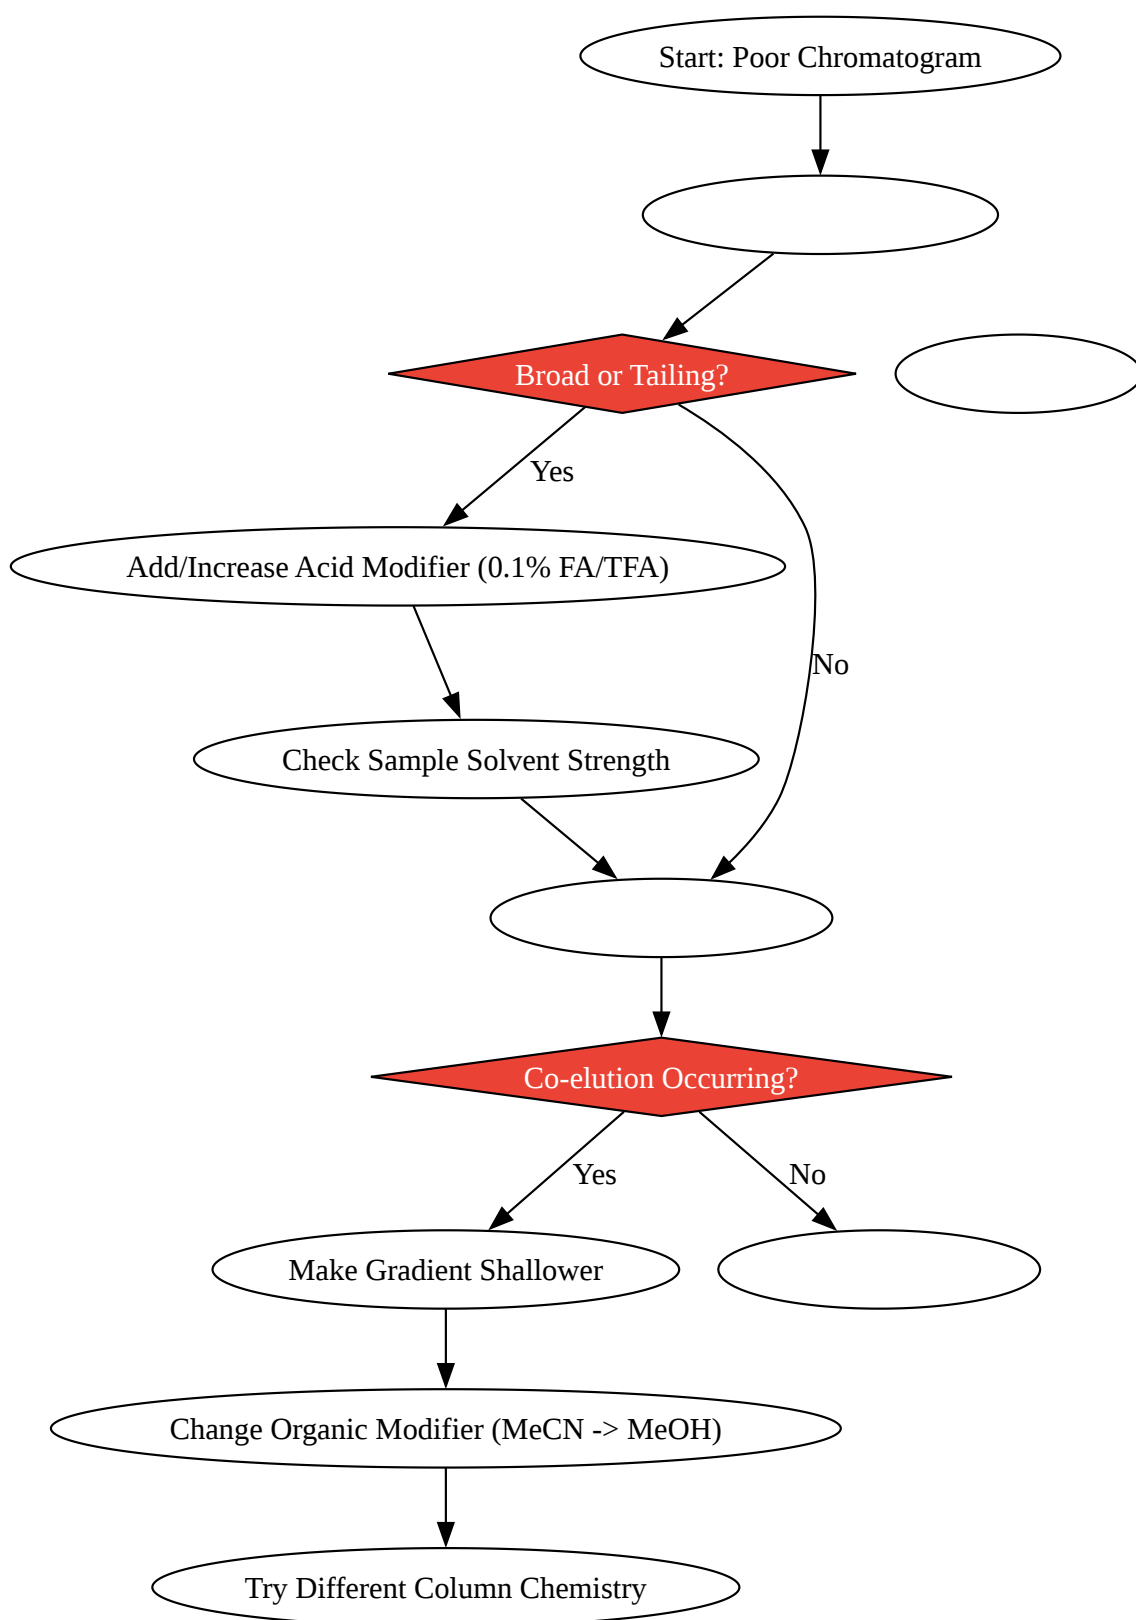 Start: Poor Chromatogram
Broad or Tailing?
Yes
Add/Increase Acid Modifier (0.1% FA/TFA)
No
Check Sample Solvent Strength
Co-elution Occurring?
Yes
No
Make Gradient Shallower
Change Organic Modifier (MeCN -> MeOH)
Try Different Column Chemistry